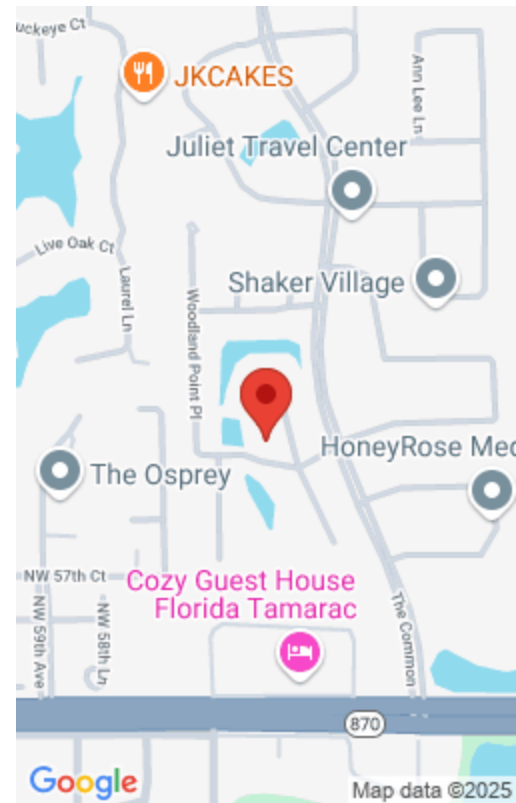 uckeye Ct
JKCAKES
Ann Lee Ln
Juliet Travel Center
Live Oak Ct
Laurel Ln
Shaker Village
Woodland Point Pl
HoneyRose Med
The Osprey
NW 57th Ct
Cozy Guest House
Florida Tamarac
NW 59th Ave
NW 58th Ln
The Common
870
Google
Map data ©2025